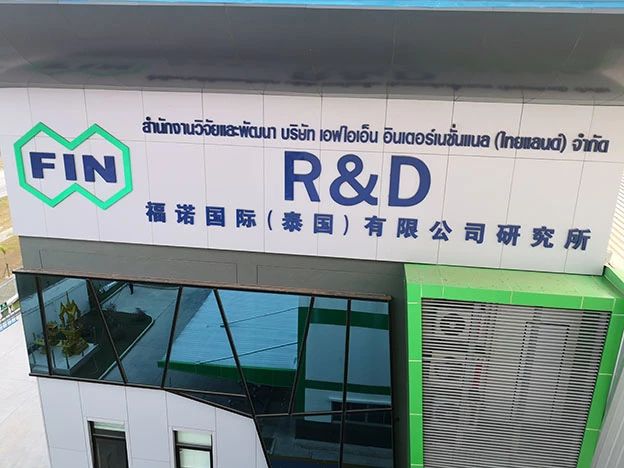 สำนักงานวิจัยและพัฒนา บริษัท เอฟไอเอ็น อินเตอร์เนชั่นแนล (ไทยแลนด์) จำกัด
FIN
R&D
福诺国际(泰国)有限公司研究所